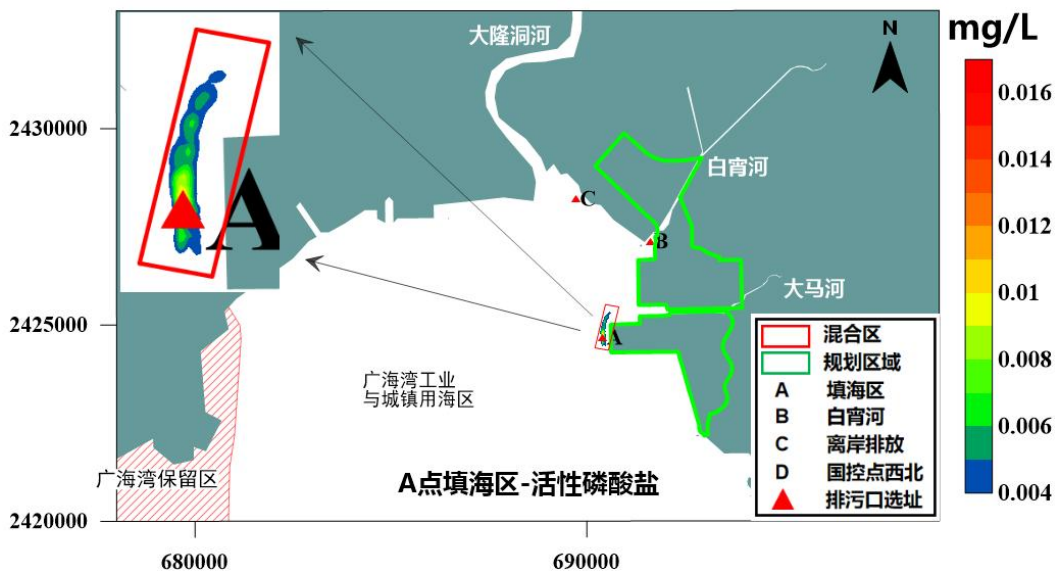 mg/L
大隆洞河
N
0.016
2430000
0.014
白宵河
C
A
0.012
B
大马河
0.01
2425000
A
混合区
0.008
规划区域
广海湾工业
与城镇用海区
A 填海区
B 白宵河
0.006
C 离岸排放
广海湾保留区
A点填海区-活性磷酸盐
D 国控点西北
0.004
排污口选址
2420000
680000
690000